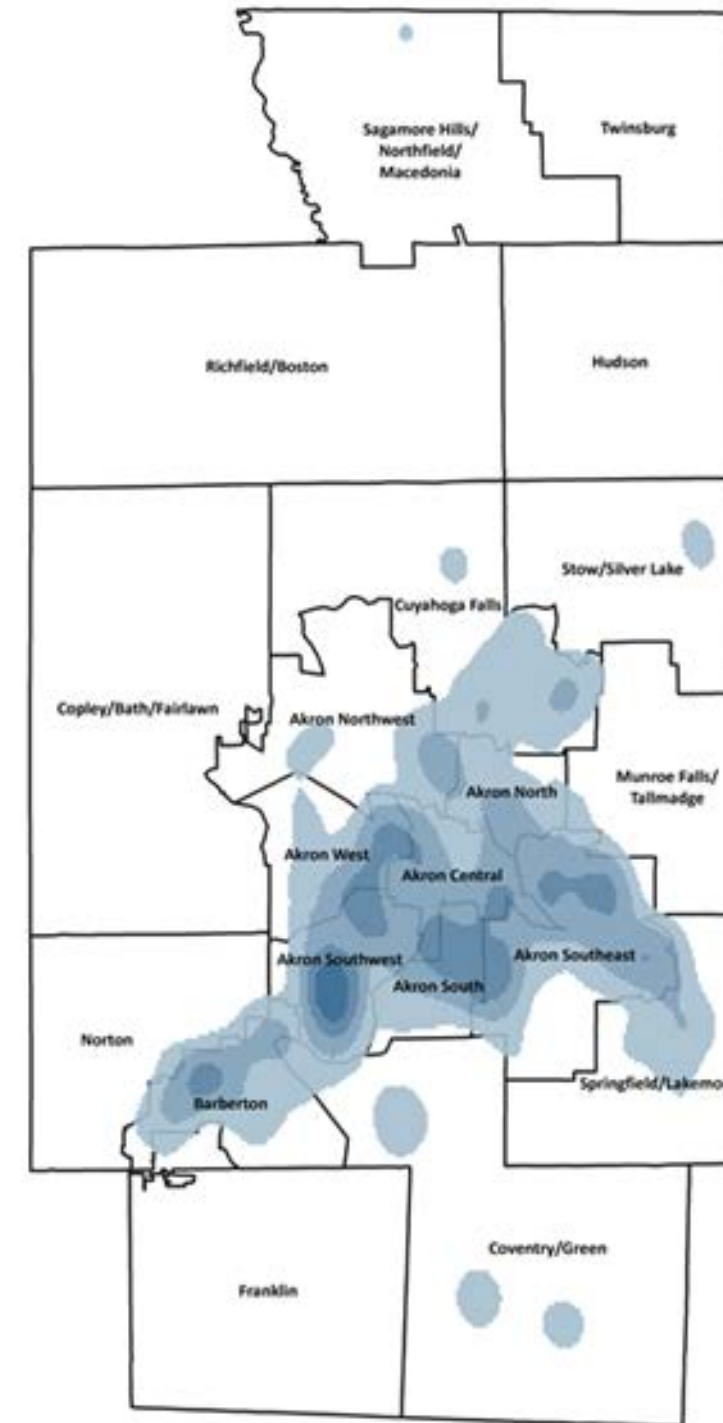 Sagamore Hills/
Northfield/
Macedonia
Twinsburg
Richfield/Boston
Hudson
Stow/Silver Lake
Cuyahoga Falls
Copley/Bath/Fairlawn
Akron Northwest
Munroe Falls/
Tallmadge
Akron North
Akron West
Akron Central
Akron Southwest
Akron Southeast
Akron South
Norton
Springfield/Lakemo
Barberton
Coventry/Green
Franklin